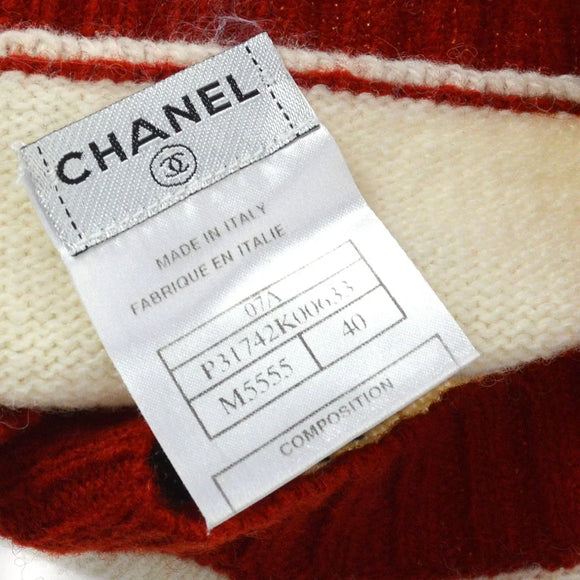 CHANEL
MADE IN ITALY
FABRIQUE EN ITALIE
07A
P31742K00633
M5555 40
COMPOSITION